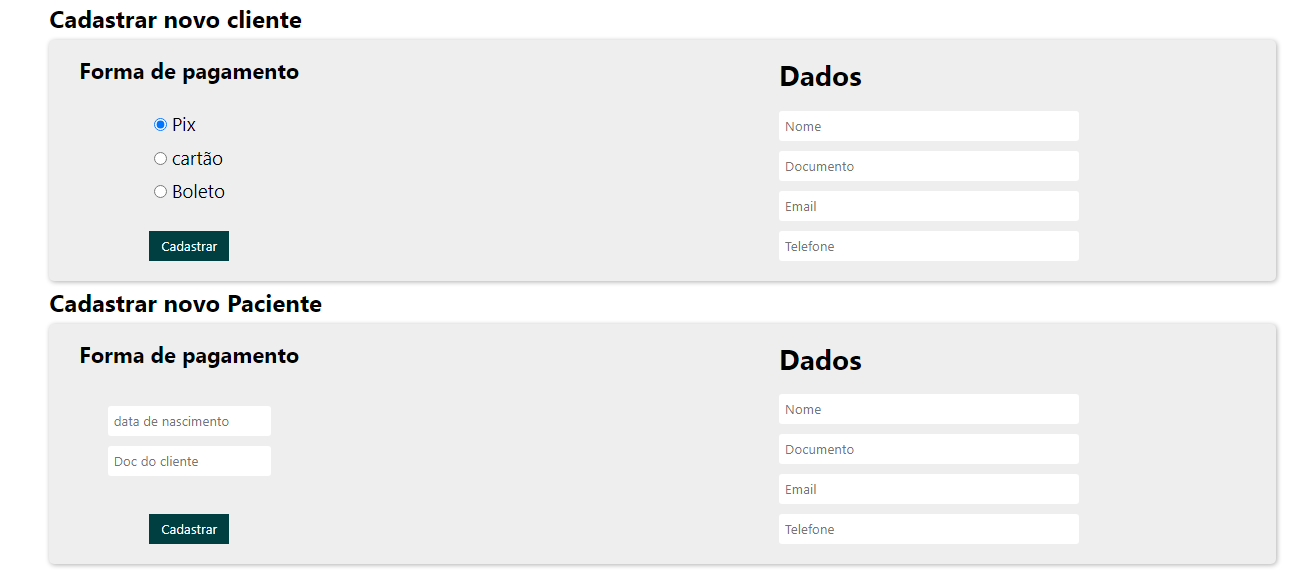 Cadastrar novo cliente
Forma de pagamento
Pix
cartão
Boleto
Cadastrar
Dados
Nome
Documento
Email
Telefone
Cadastrar novo Paciente
Forma de pagamento
data de nascimento
Doc do cliente
Cadastrar
Dados
Nome
Documento
Email
Telefone